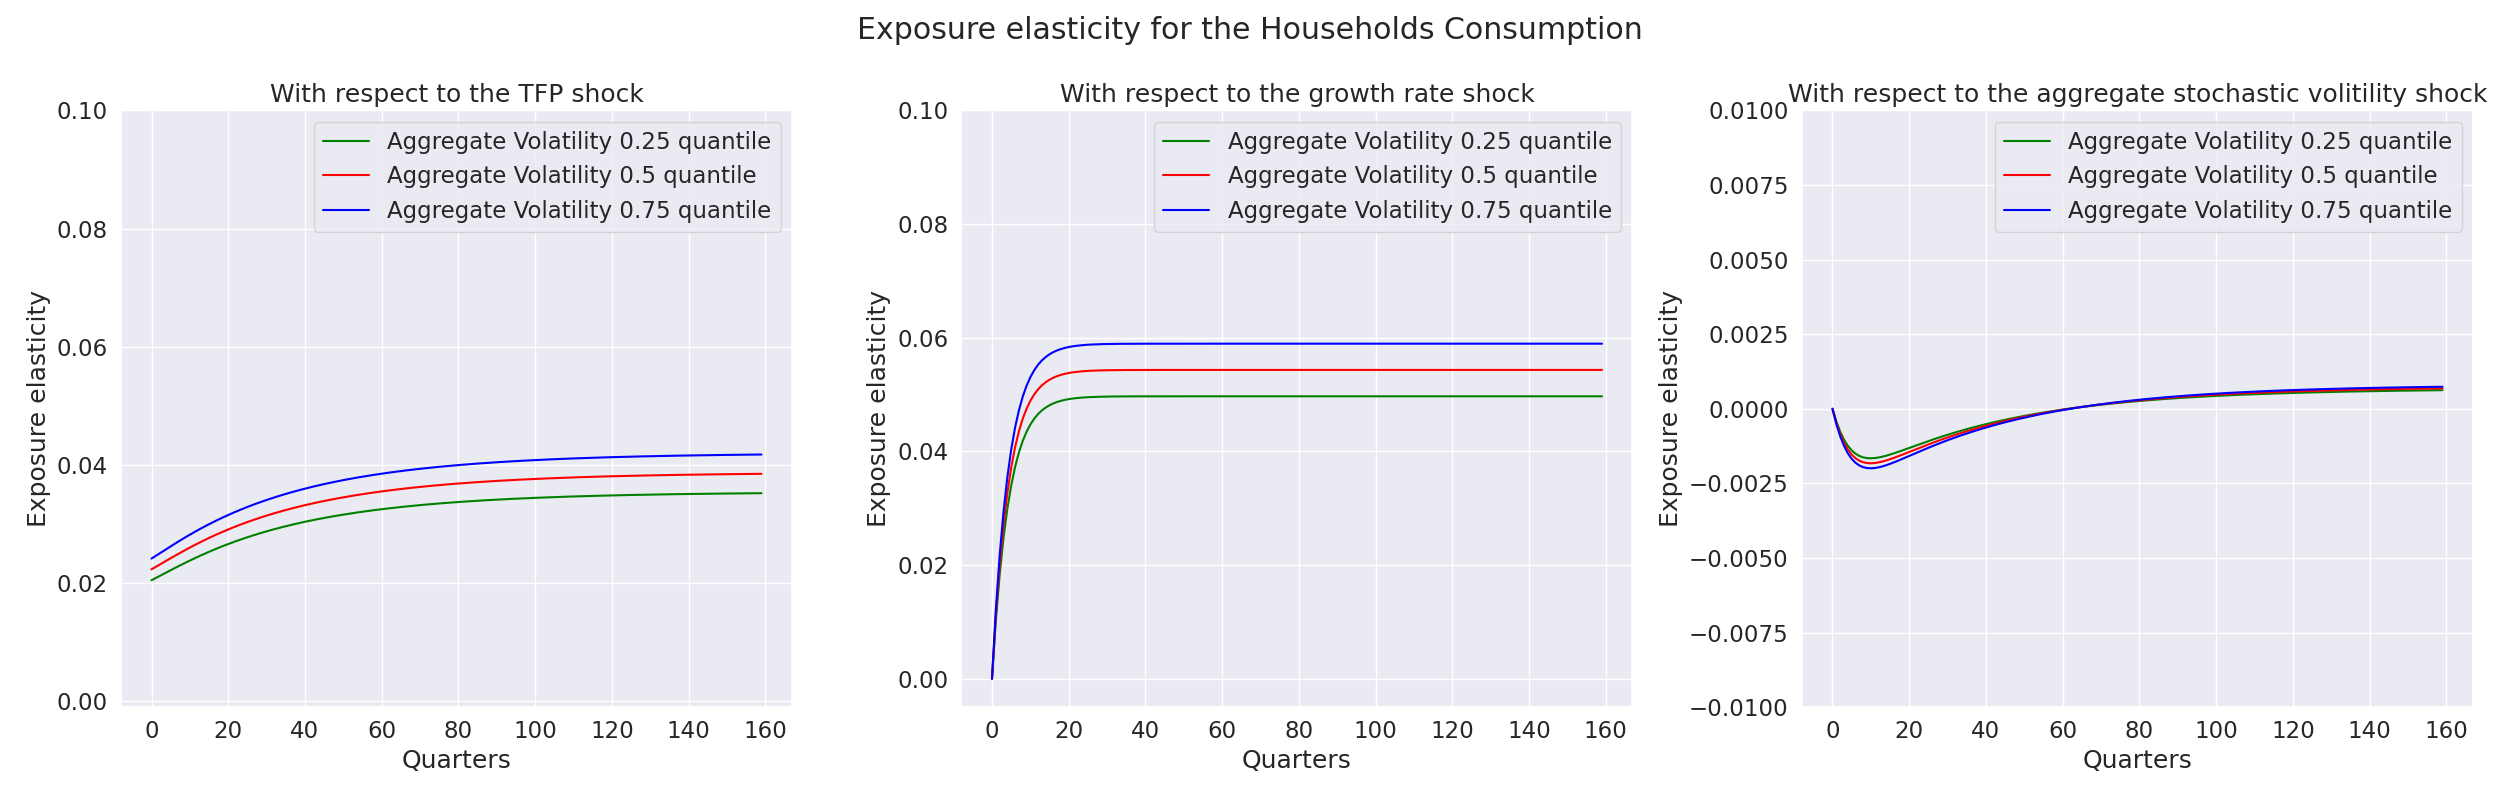 Exposure elasticity for the Households Consumption
With respect to the TFP shock
0.10
0.08
0.06
0.04
0.02
0.00
Exposure elasticity
Aggregate Volatility 0.25 quantile
Aggregate Volatility 0.5 quantile
Aggregate Volatility 0.75 quantile
0 20 40 60 80 100 120 140 160
Quarters
With respect to the growth rate shock
0.10
0.08
0.06
0.04
0.02
0.00
Exposure elasticity
Aggregate Volatility 0.25 quantile
Aggregate Volatility 0.5 quantile
Aggregate Volatility 0.75 quantile
0 20 40 60 80 100 120 140 160
Quarters
With respect to the aggregate stochastic volitility shock
0.0100
0.0075
0.0050
0.0025
0.0000
−0.0025
−0.0050
−0.0075
−0.0100
Exposure elasticity
Aggregate Volatility 0.25 quantile
Aggregate Volatility 0.5 quantile
Aggregate Volatility 0.75 quantile
0 20 40 60 80 100 120 140 160
Quarters